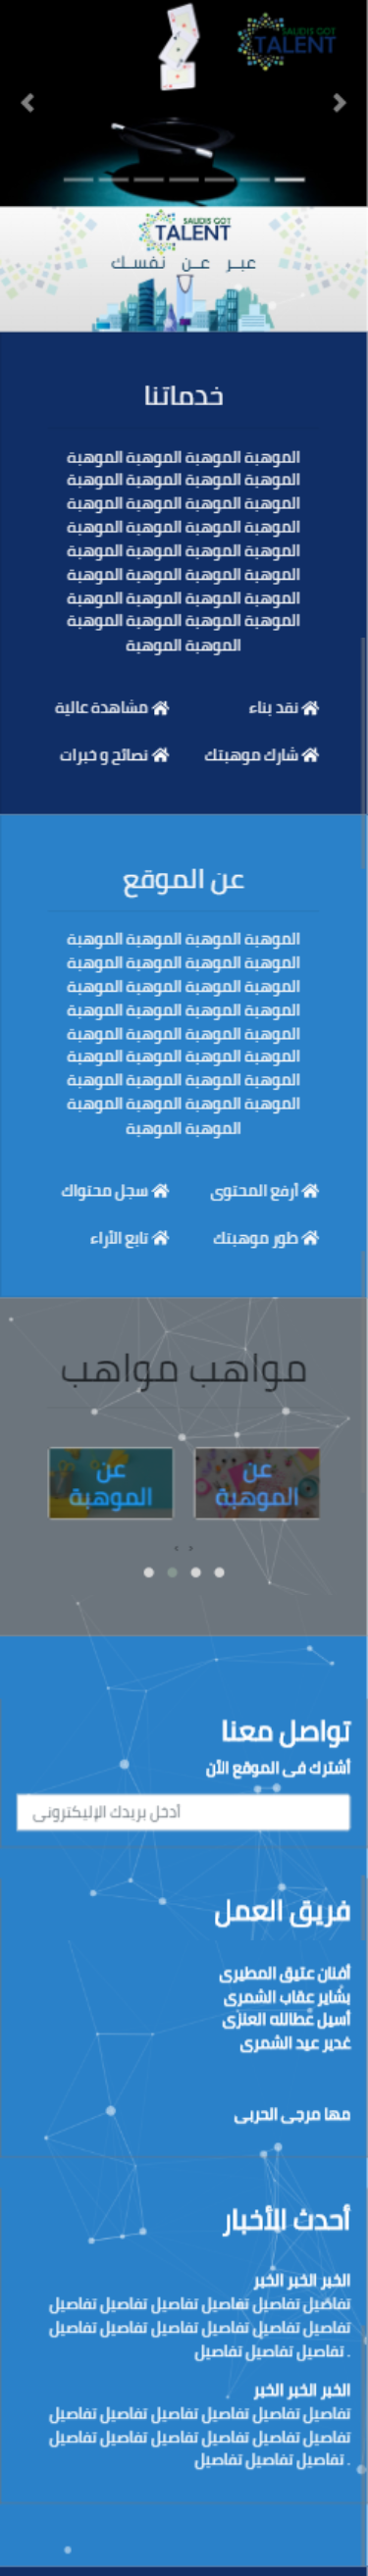 SAUDIS GOT
TALENT
SAUDIS GOT
TALENT
عبر عن نفسك
خدماتنا
الموهبة الموهبة الموهبة الموهبة
الموهبة الموهبة الموهبة الموهبة
الموهبة الموهبة الموهبة الموهبة
الموهبة الموهبة الموهبة الموهبة
الموهبة الموهبة الموهبة الموهبة
الموهبة الموهبة الموهبة الموهبة
الموهبة الموهبة الموهبة الموهبة
الموهبة الموهبة الموهبة الموهبة
الموهبة الموهبة
نقد بناء مشاهدة عالية
شارك موهبتك نصائح و خبرات
عن الموقع
الموهبة الموهبة الموهبة الموهبة
الموهبة الموهبة الموهبة الموهبة
الموهبة الموهبة الموهبة الموهبة
الموهبة الموهبة الموهبة الموهبة
الموهبة الموهبة الموهبة الموهبة
الموهبة الموهبة الموهبة الموهبة
الموهبة الموهبة الموهبة الموهبة
الموهبة الموهبة الموهبة الموهبة
الموهبة الموهبة
أرفع المحتوى سجل محتواك
طور موهبتك تابع الأراء
مواهب مواهب
عن
الموهبة
عن
الموهبة
تواصل معنا
أشترك فى الموقع الأن
أدخل بريدك الإليكترونى
فريق العمل
أفنان عتيق المطيرى
بشاير عقاب الشمرى
أسيل عطالله العنزى
غدير عيد الشمرى
مها مرجى الحربى
أحدث الأخبار
الخبر الخبر الخبر
تفاصيل تفاصيل تفاصيل تفاصيل تفاصيل تفاصيل
تفاصيل تفاصيل تفاصيل تفاصيل تفاصيل تفاصيل
تفاصيل تفاصيل تفاصيل .
الخبر الخبر الخبر
تفاصيل تفاصيل تفاصيل تفاصيل تفاصيل تفاصيل
تفاصيل تفاصيل تفاصيل تفاصيل تفاصيل تفاصيل
تفاصيل تفاصيل تفاصيل .